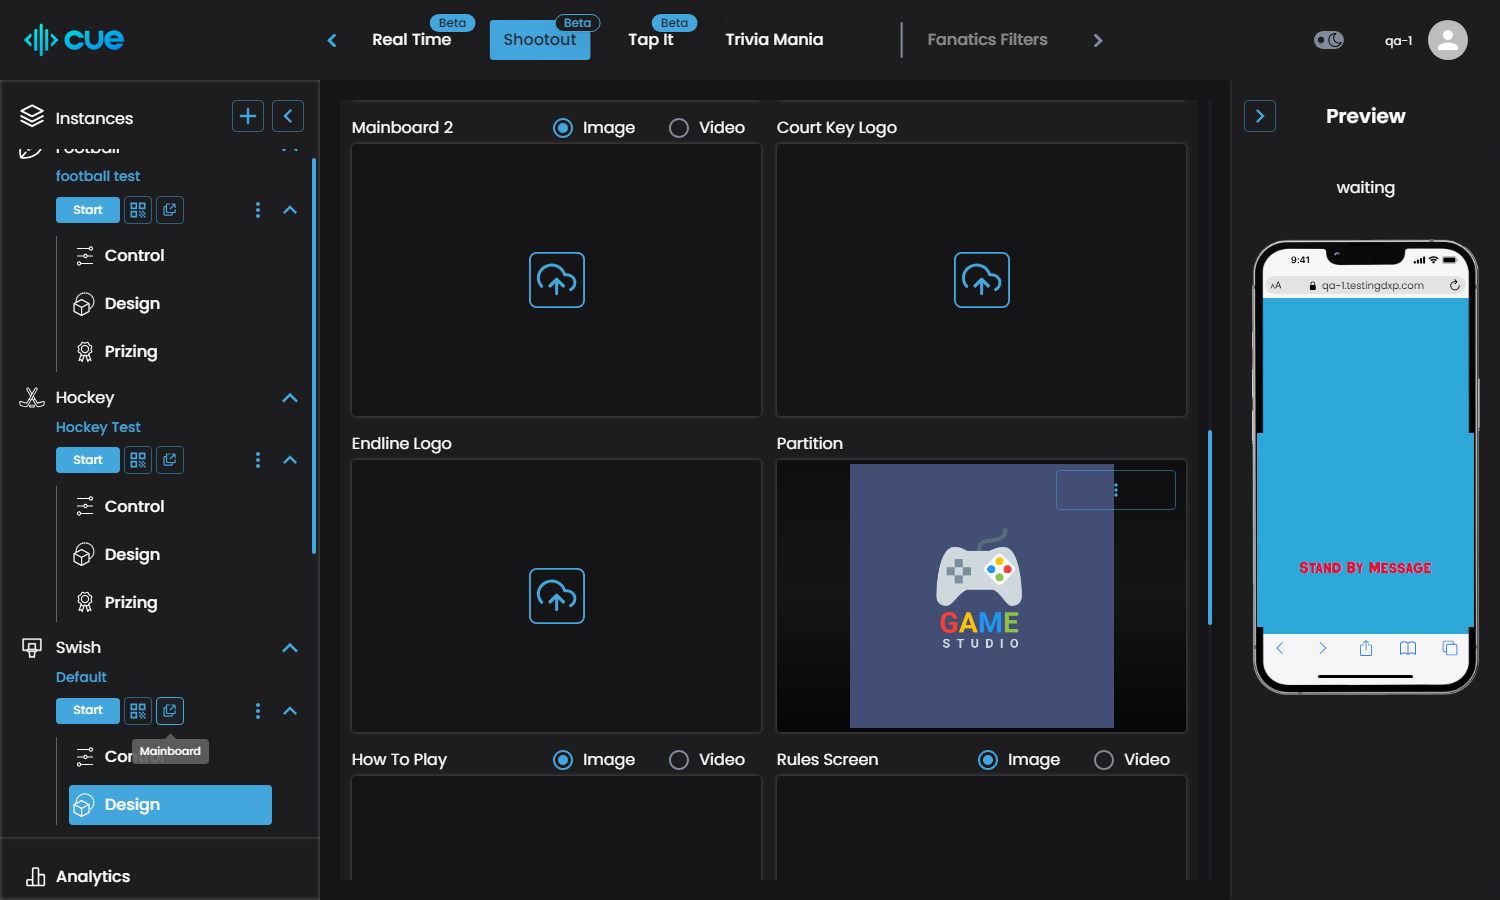 cue
Real Time
Beta
Shootout
Beta
Tap It
Beta
Trivia Mania
Fanatics Filters
qa-1
Instances
Football
football test
Start
Control
Design
Prizing
Hockey
Hockey Test
Start
Control
Design
Prizing
Swish
Default
Start
Mainboard
Design
Analytics
Mainboard 2
Image
Video
Court Key Logo
Endline Logo
Partition
GAME
STUDIO
How To Play
Image
Video
Rules Screen
Image
Video
Preview
waiting
9:41
AA
qa-1.testingdxp.com
Stand By Message